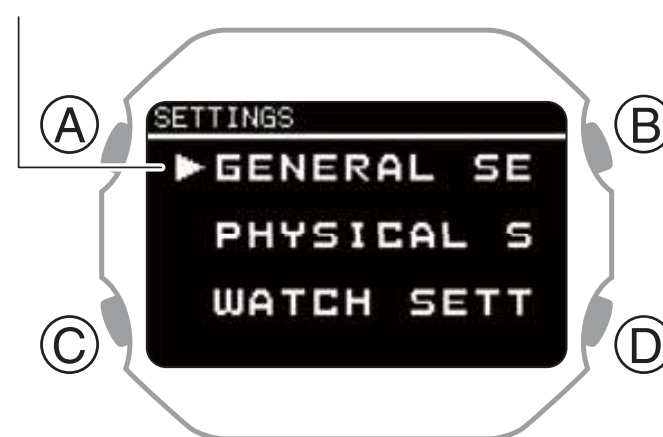 A
B
SETTINGS
▶GENERAL SE
PHYSICAL S
WATCH SETT
C
D